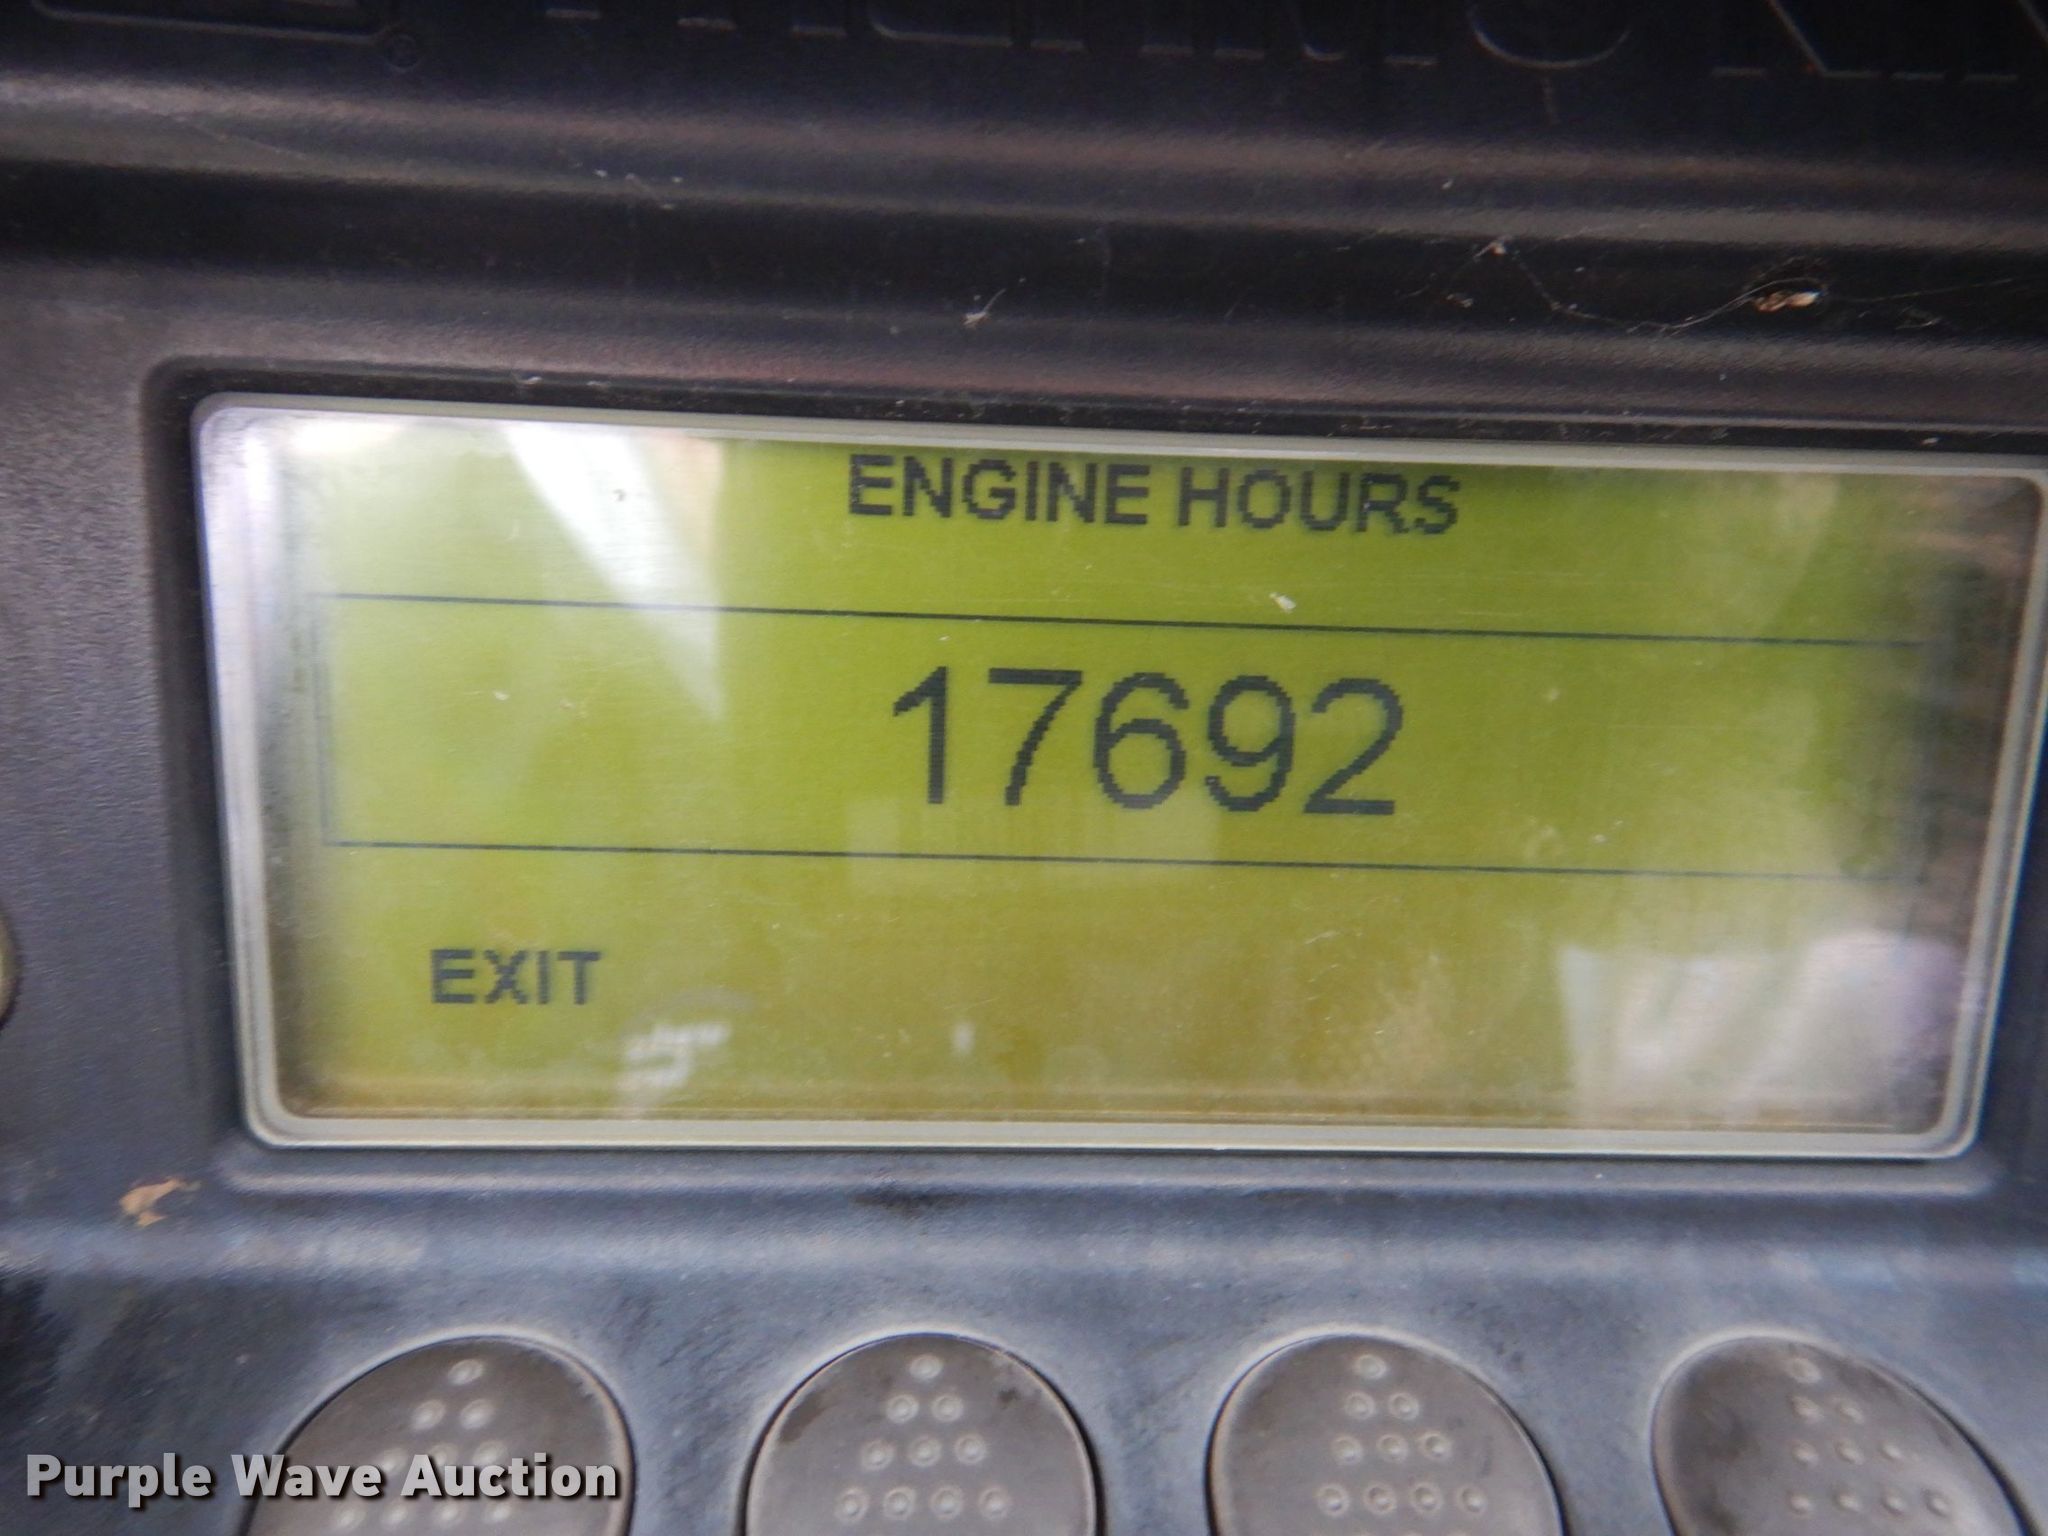 ENGINE HOURS
17692
EXIT
Purple Wave Auction